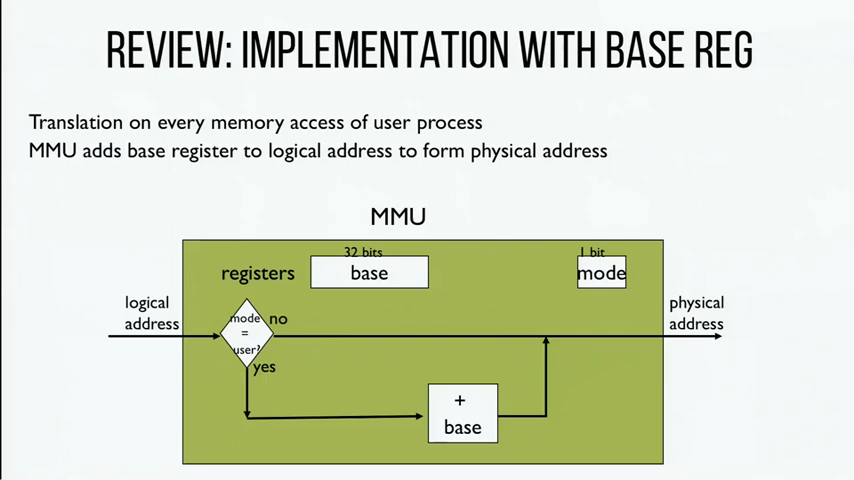 REVIEW: IMPLEMENTATION WITH BASE REG
Translation on every memory access of user process
MMU adds base register to logical address to form physical address
MMU
32 bits
1 bit
registers
base
mode
logical
address
mode
=
user?
no
yes
physical
address
+
base